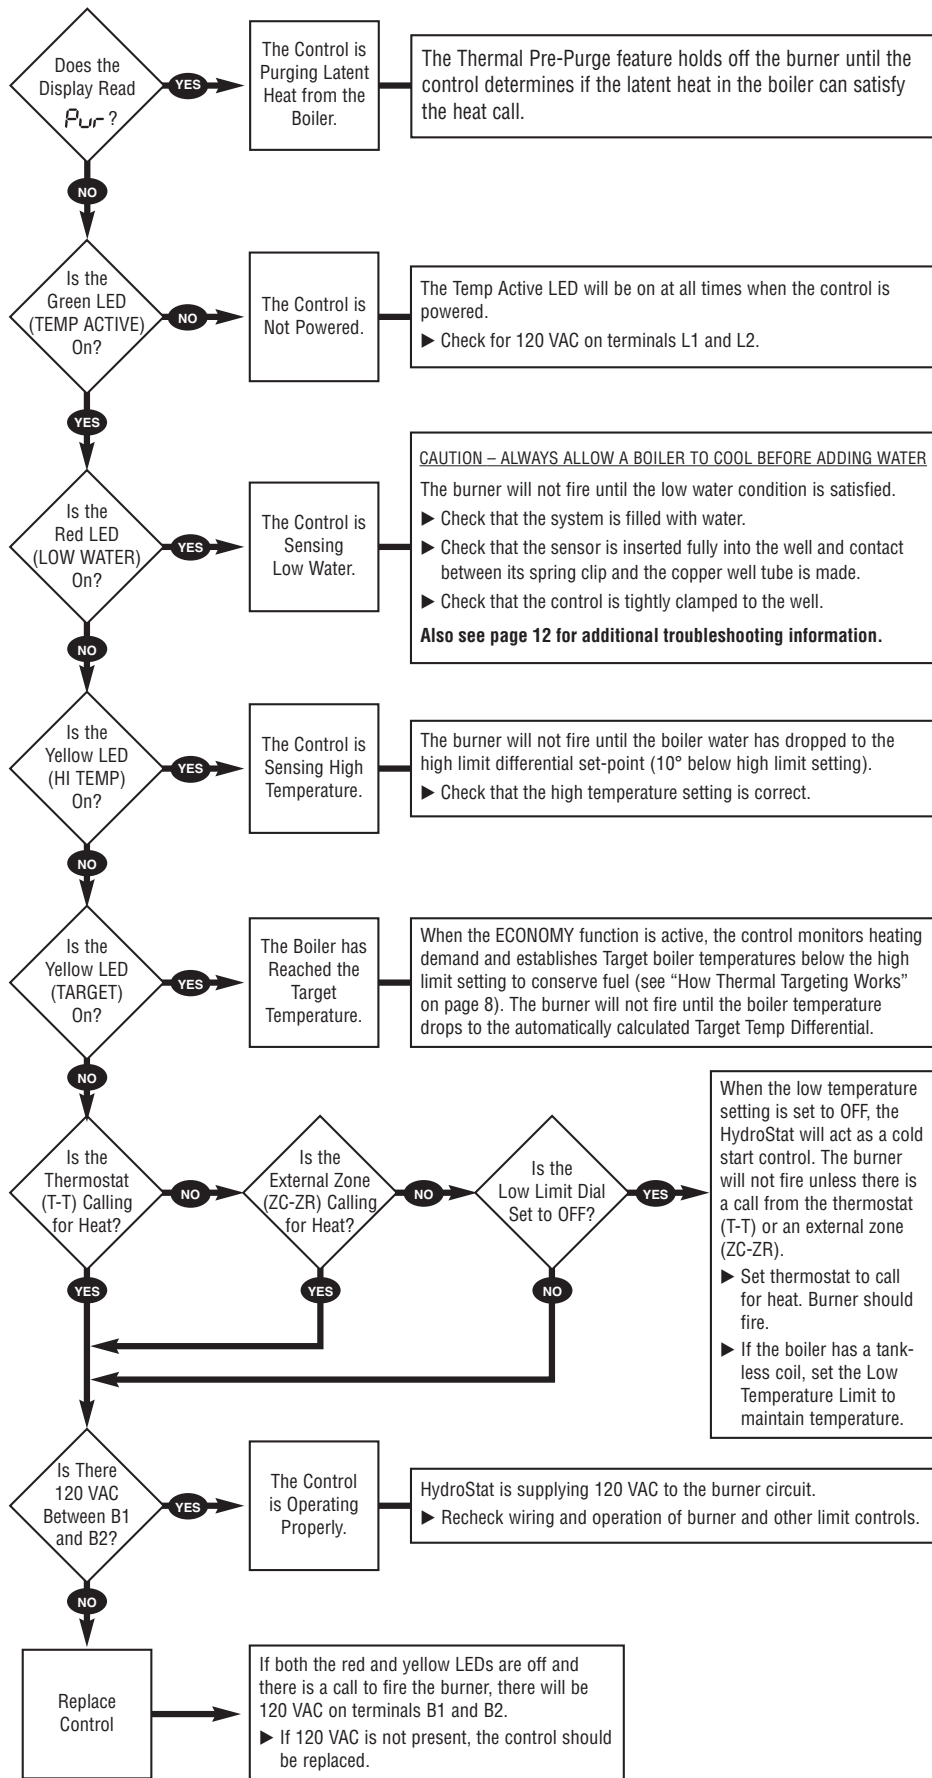 Does the
Display Read
Pur ?
YES
The Control is
Purging Latent
Heat from the
Boiler.
The Thermal Pre-Purge feature holds off the burner until the
control determines if the latent heat in the boiler can satisfy
the heat call.
NO
Is the
Green LED
(TEMP ACTIVE)
On?
NO
The Control is
Not Powered.
The Temp Active LED will be on at all times when the control is
powered.
▶ Check for 120 VAC on terminals L1 and L2.
YES
Is the
Red LED
(LOW WATER)
On?
YES
The Control is
Sensing
Low Water.
CAUTION – ALWAYS ALLOW A BOILER TO COOL BEFORE ADDING WATER
The burner will not fire until the low water condition is satisfied.
▶ Check that the system is filled with water.
▶ Check that the sensor is inserted fully into the well and contact
between its spring clip and the copper well tube is made.
▶ Check that the control is tightly clamped to the well.
Also see page 12 for additional troubleshooting information.
NO
Is the
Yellow LED
(HI TEMP)
On?
YES
The Control is
Sensing High
Temperature.
The burner will not fire until the boiler water has dropped to the
high limit differential set-point (10° below high limit setting).
▶ Check that the high temperature setting is correct.
NO
Is the
Yellow LED
(TARGET)
On?
YES
The Boiler has
Reached the
Target
Temperature.
When the ECONOMY function is active, the control monitors heating
demand and establishes Target boiler temperatures below the high
limit setting to conserve fuel (see “How Thermal Targeting Works”
on page 8). The burner will not fire until the boiler temperature
drops to the automatically calculated Target Temp Differential.
NO
Is the
Thermostat
(T-T) Calling
for Heat?
NO
Is the
External Zone
(ZC-ZR) Calling
for Heat?
NO
Is the
Low Limit Dial
Set to OFF?
YES
When the low temperature
setting is set to OFF, the
HydroStat will act as a cold
start control. The burner
will not fire unless there is
a call from the thermostat
(T-T) or an external zone
(ZC-ZR).
▶ Set thermostat to call
for heat. Burner should
fire.
▶ If the boiler has a tank-
less coil, set the Low
Temperature Limit to
maintain temperature.
YES
YES
NO
Is There
120 VAC
Between B1
and B2?
YES
The Control
is Operating
Properly.
HydroStat is supplying 120 VAC to the burner circuit.
▶ Recheck wiring and operation of burner and other limit controls.
NO
Replace
Control
If both the red and yellow LEDs are off and
there is a call to fire the burner, there will be
120 VAC on terminals B1 and B2.
▶ If 120 VAC is not present, the control should
be replaced.